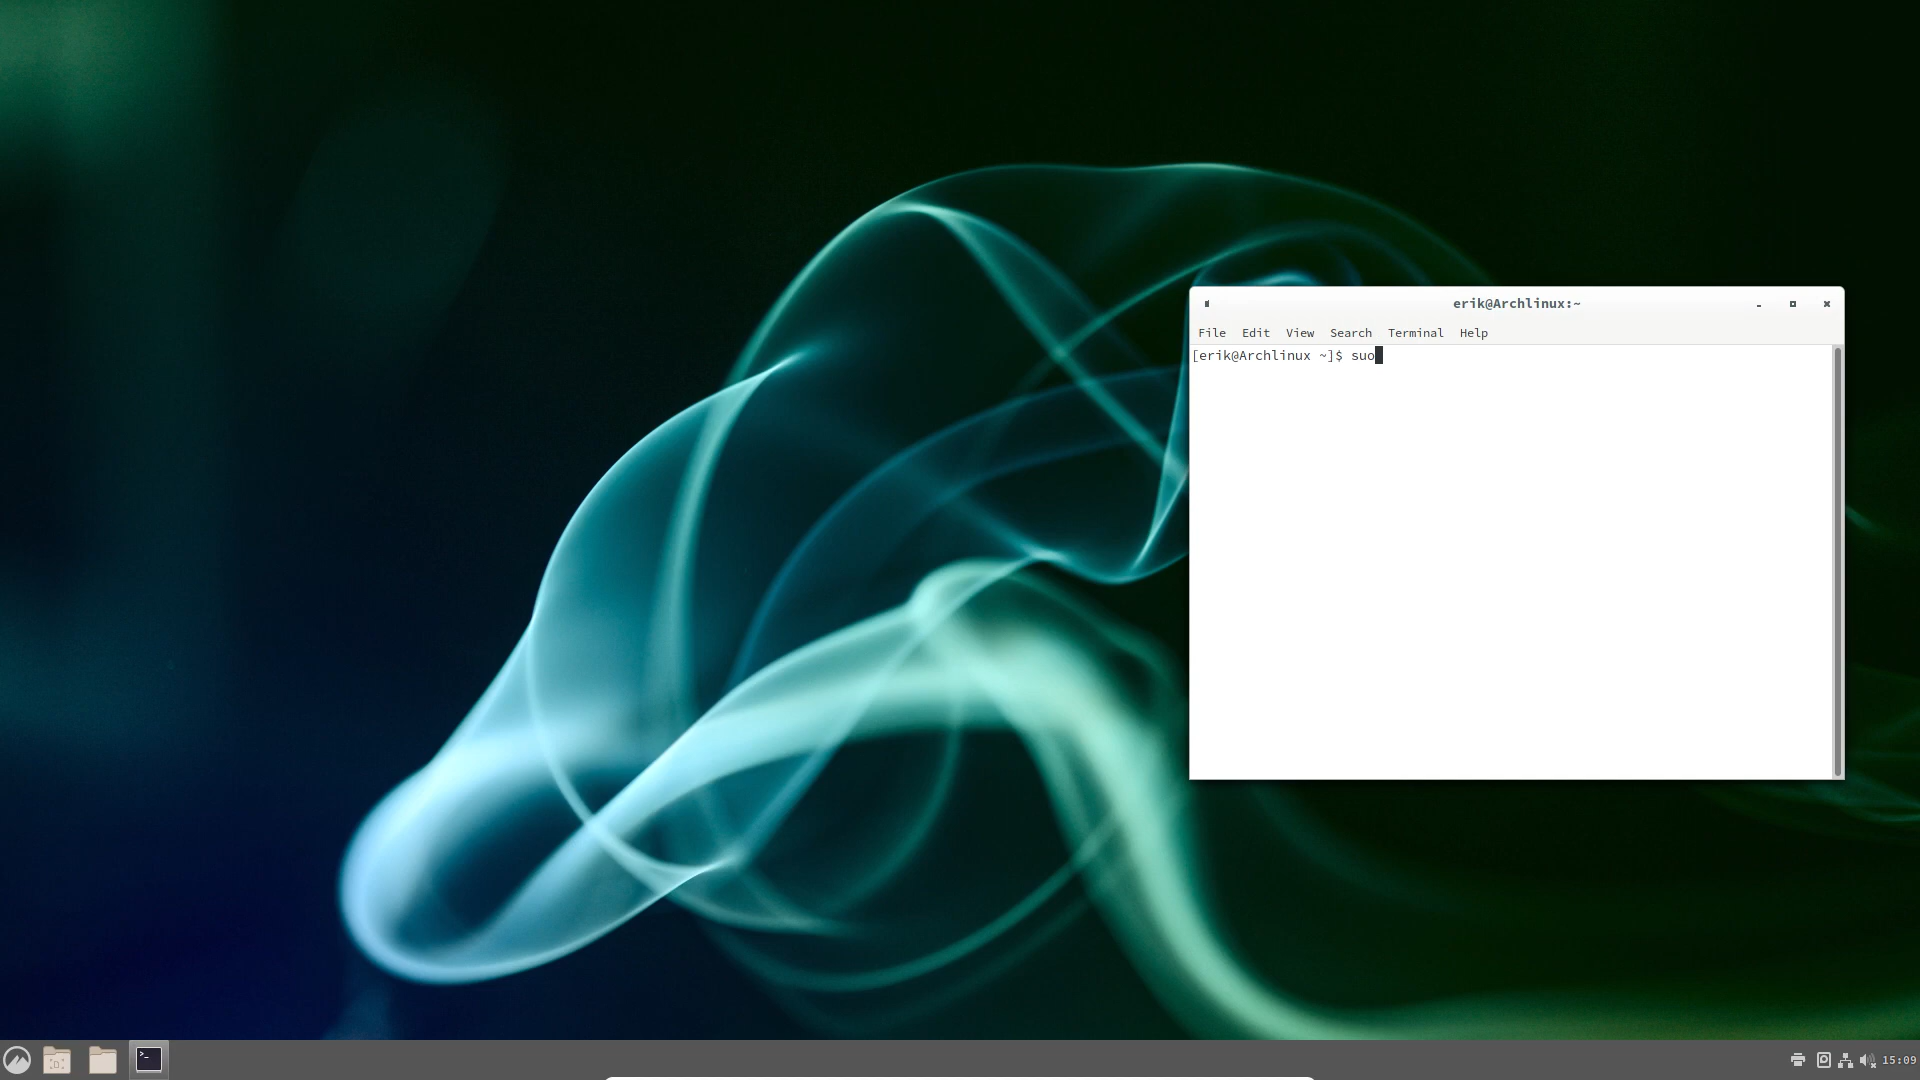 erik@Archlinux:~
File Edit View Search Terminal Help
[erik@Archlinux ~]$ suo
15:09